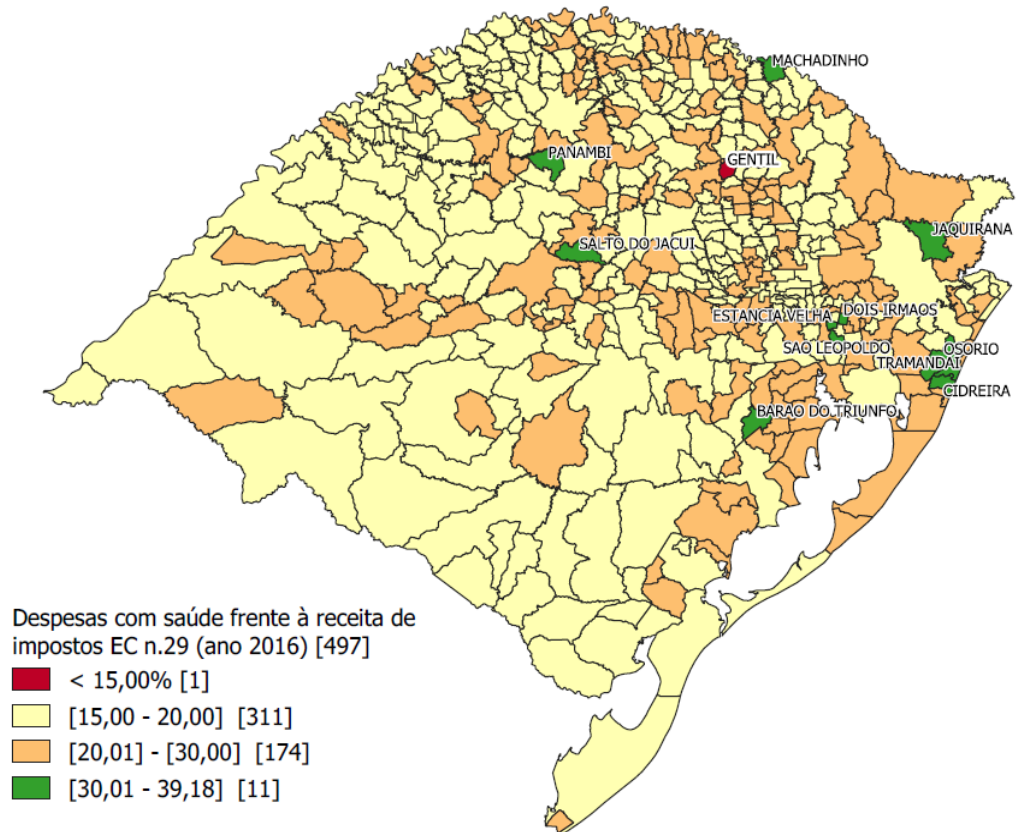 MACHADINHO
PANAMBI
GENTIL
JAQUIRANA
SALTO DO JACUI
DOIS IRMAOS
ESTANCIA VELHA
SAO LEOPOLDO
OSORIO
TRAMANDAI
CIDREIRA
BARAO DO TRIUNFO
Despesas com saúde frente à receita de
impostos EC n.29 (ano 2016) [497]
< 15,00% [1]
[15,00 - 20,00] [311]
[20,01] - [30,00] [174]
[30,01 - 39,18] [11]